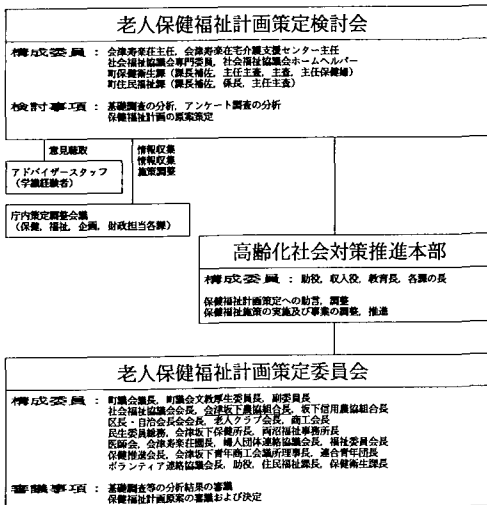 老人保健福祉計画策定検討会
構成委員：会津寿楽荘主任，会津寿楽荘在宅介護支援センター主任
社会福祉協議会専門委員，社会福祉協議会ホームヘルパー
町保健衛生課（課長補佐，主任主査，主査，主任保健婦）
町住民福祉課（課長補佐，係長，主任主査）
検討事項：基礎調査の分析，アンケート調査の分析
保健福祉計画の原案策定
意見聴取
情報収集
情報収集
施策調整
アドバイザースタッフ
（学識経験者）
庁内策定調整会議
（保健，福祉，企画，財政担当各課）
高齢化社会対策推進本部
構成委員：助役，収入役，教育長，各課の長
保健福祉計画策定への助言，調整
保健福祉施策の実施及び事業の調整，推進
老人保健福祉計画策定委員会
構成委員：町議会議長，町議会文教厚生委員長，副委員長
社会福祉協議会会長，会津坂下農協組合長，坂下信用農協組合長
区長・自治会長会会長，老人クラブ会長，商工会長
民生委員総務，会津坂下保健所長，両沼福祉事務所長
医師会，会津寿楽荘園長，婦人団体連絡協議会長，福祉委員会長
保健推進会長，会津坂下青年商工会議所理事長，連合青年団長
ボランティア連絡協議会長，助役，住民福祉課長，保健衛生課長
審議事項：基礎調査等の分析結果の審議
保健福祉計画原案の審議および決定